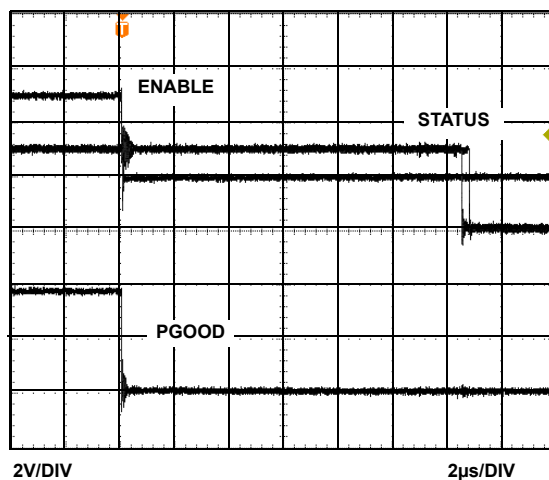 T
ENABLE
STATUS
PGOOD
2V/DIV
2µs/DIV